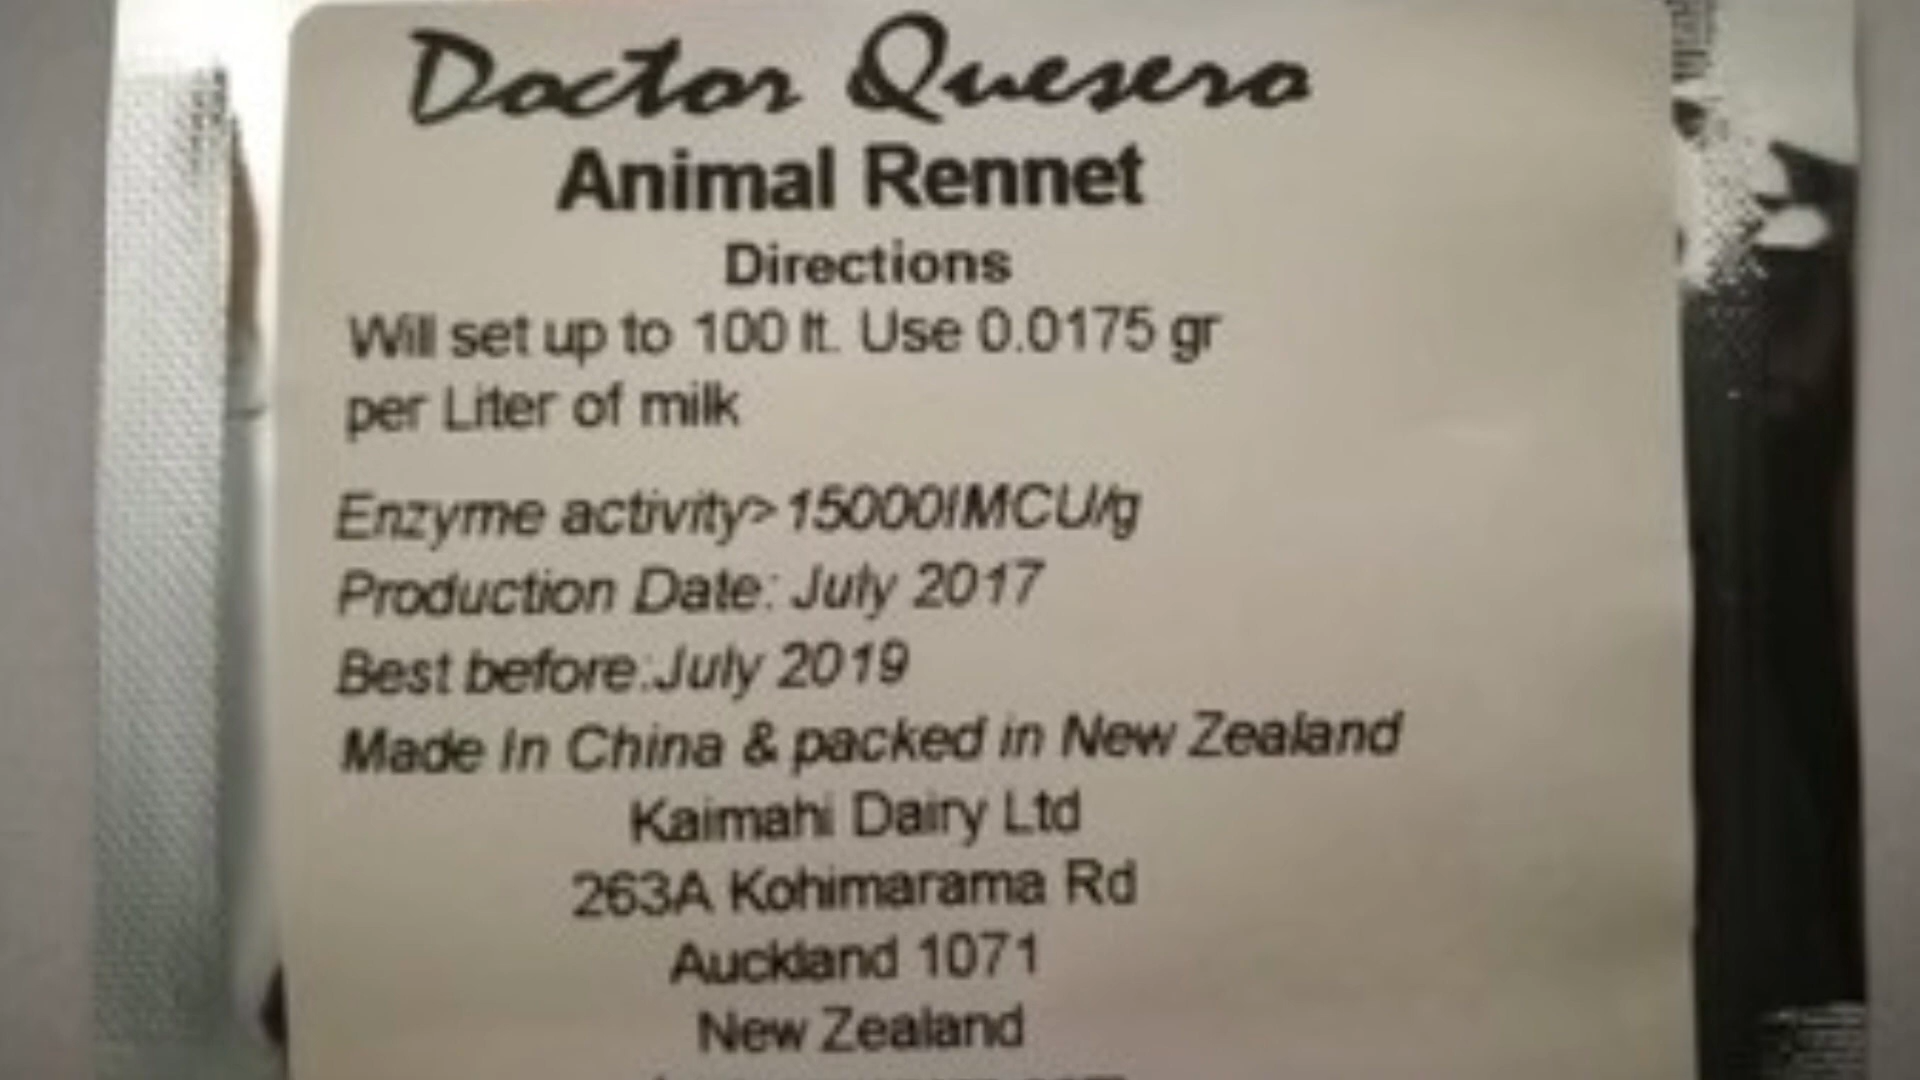 Doctor Quesero
Animal Rennet
Directions
Will set up to 100 lt. Use 0.0175 gr
per Liter of milk
Enzyme activity>15000IMCU/g
Production Date: July 2017
Best before:July 2019
Made In China & packed in New Zealand
Kaimahi Dairy Ltd
263A Kohimarama Rd
Auckland 1071
New Zealand